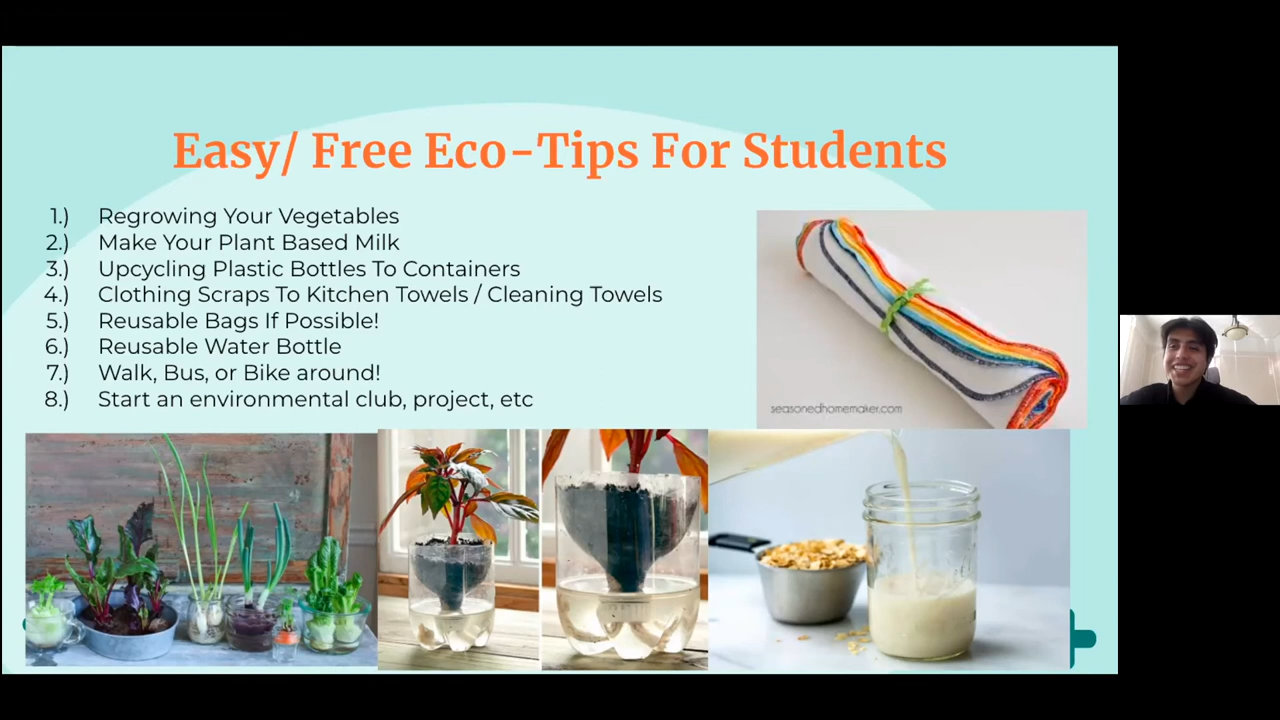 Easy/ Free Eco-Tips For Students
1.) Regrowing Your Vegetables
2.) Make Your Plant Based Milk
3.) Upcycling Plastic Bottles To Containers
4.) Clothing Scraps To Kitchen Towels / Cleaning Towels
5.) Reusable Bags If Possible!
6.) Reusable Water Bottle
7.) Walk, Bus, or Bike around!
8.) Start an environmental club, project, etc
seasonedhomemaker.com